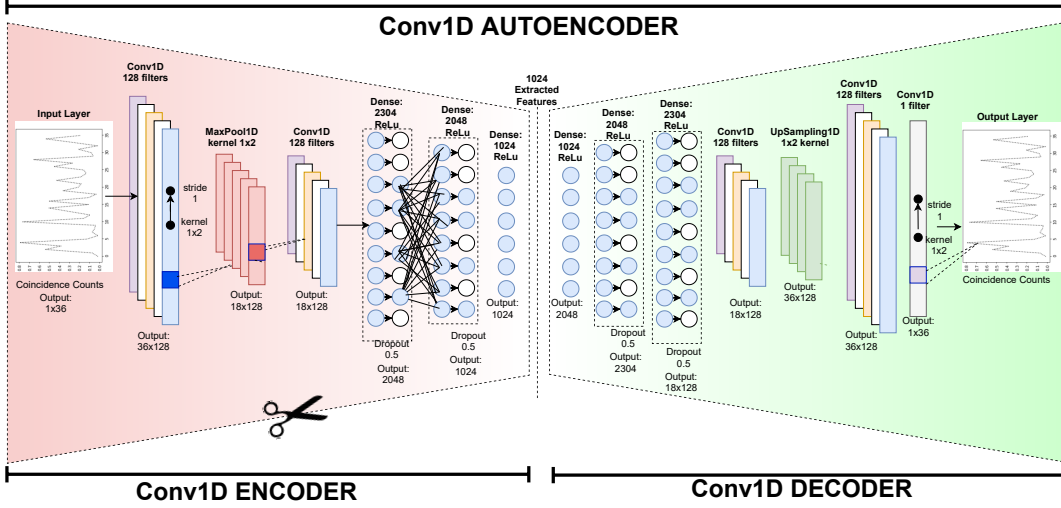 Conv1D AUTOENCODER
Input Layer
Coincidence Counts
Output:
1x36
Conv1D
128 filters
stride
1
kernel
1x2
Output:
36x128
MaxPool1D
kernel 1x2
Output:
18x128
Conv1D
128 filters
Output:
18x128
Dense:
2304
ReLu
Dropout
0.5
Output:
2048
Dense:
2048
ReLu
Dropout
0.5
Output:
1024
Dense:
1024
ReLu
Output:
1024
1024
Extracted
Features
Dense:
1024
ReLu
Output:
2048
Dense:
2048
ReLu
Dropout
0.5
Output:
2304
Dense:
2304
ReLu
Dropout
0.5
Output:
18x128
Conv1D
128 filters
Output:
18x128
UpSampling1D
1x2 kernel
Output:
36x128
Conv1D
128 filters
Output:
36x128
Conv1D
1 filter
stride
1
kernel
1x2
Output:
1x36
Output Layer
Coincidence Counts
Conv1D ENCODER
Conv1D DECODER